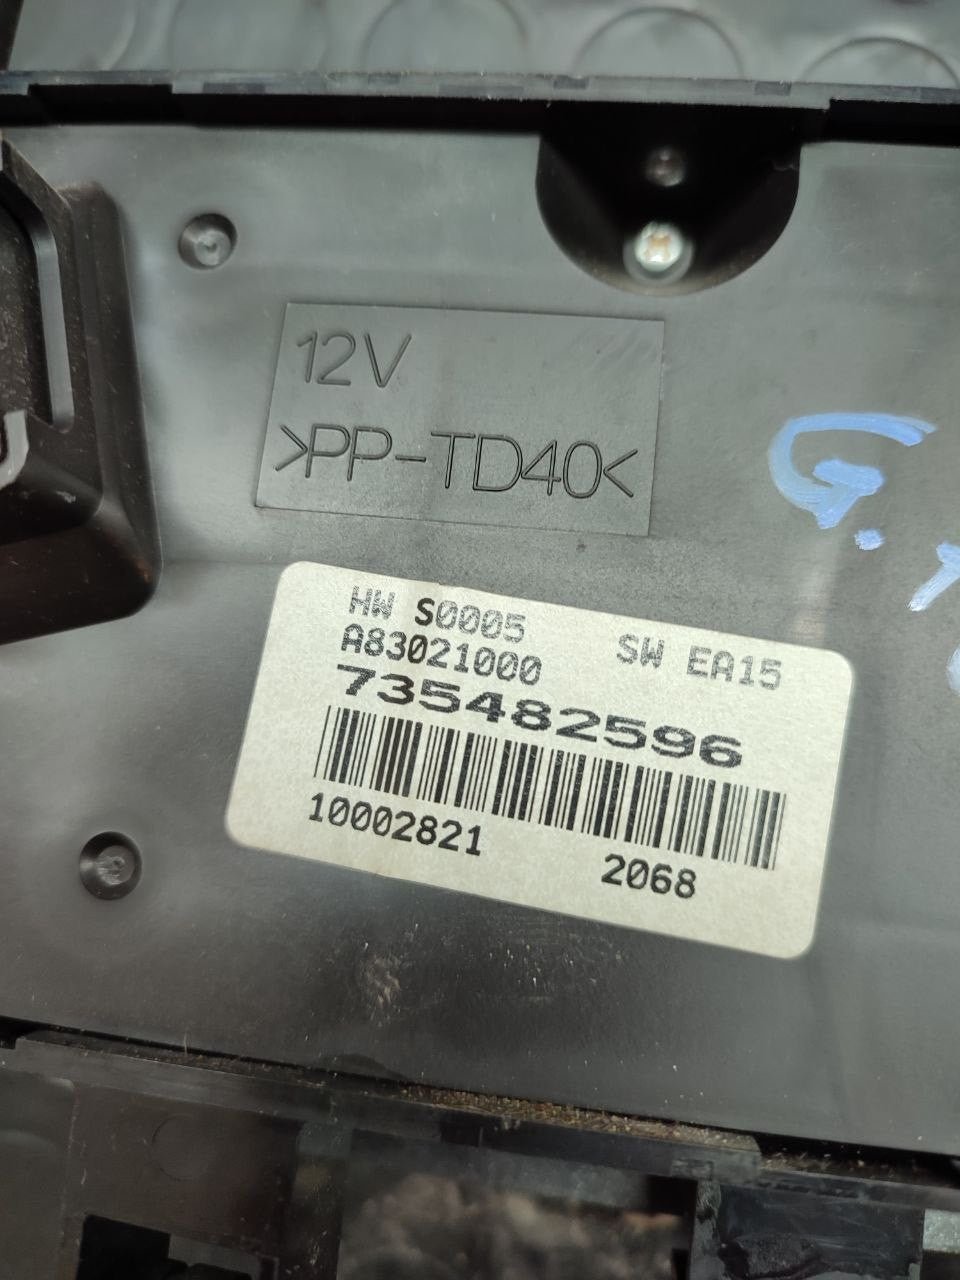 12V
>PP-TD40<
G.
HW S0005 SW EA15
A83021000
735482596
10002821 2068